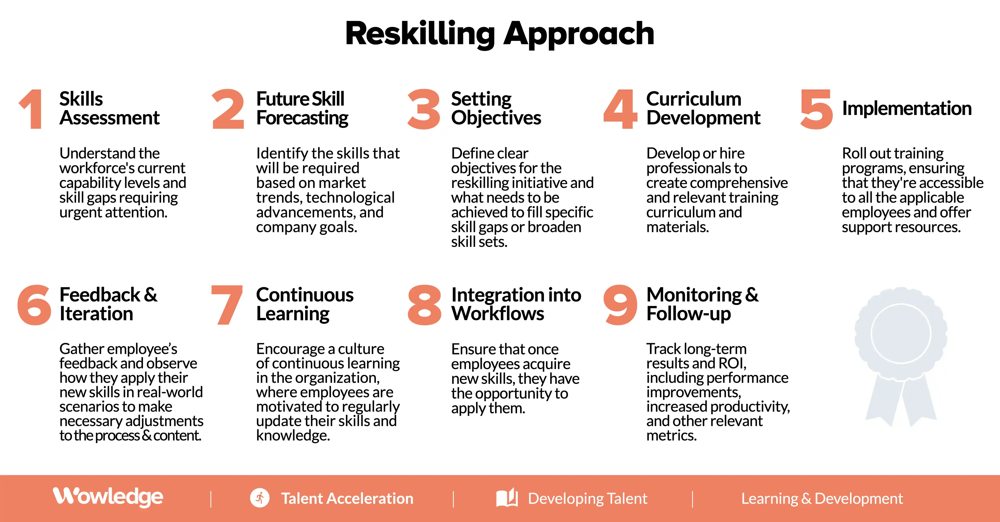 Reskilling Approach
1
Skills
Assessment
Understand the
workforce's current
capability levels and
skill gaps requiring
urgent attention.
2
Future Skill
Forecasting
Identify the skills that
will be required
based on market
trends, technological
advancements, and
company goals.
3
Setting
Objectives
Define clear
objectives for the
reskilling initiative and
what needs to be
achieved to fill specific
skill gaps or broaden
skill sets.
4
Curriculum
Development
Develop or hire
professionals to
create comprehensive
and relevant training
curriculum and
materials.
5
Implementation
Roll out training
programs, ensuring
that they're accessible
to all the applicable
employees and offer
support resources.
6
Feedback &
Iteration
Gather employee’s
feedback and observe
how they apply their
new skills in real-world
scenarios to make
necessary adjustments
to the process & content.
7
Continuous
Learning
Encourage a culture
of continuous learning
in the organization,
where employees are
motivated to regularly
update their skills and
knowledge.
8
Integration into
Workflows
Ensure that once
employees acquire
new skills, they have
the opportunity to
apply them.
9
Monitoring &
Follow-up
Track long-term
results and ROI,
including performance
improvements,
increased productivity,
and other relevant
metrics.
Wowledge
Talent Acceleration
Developing Talent
Learning & Development